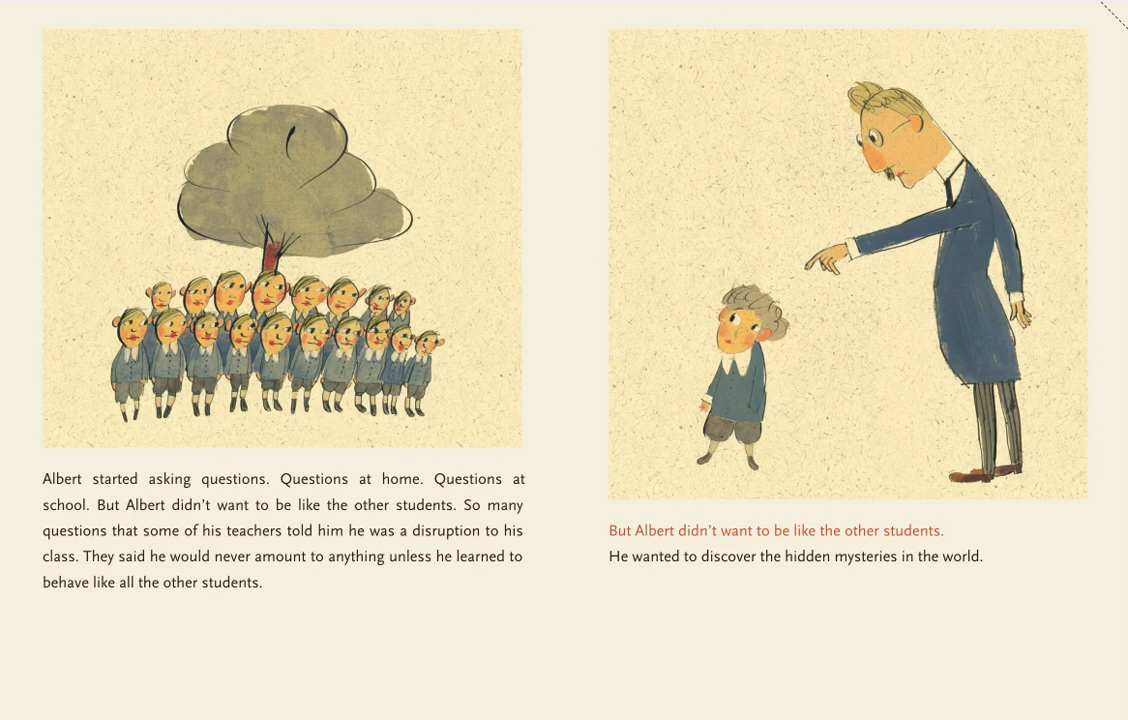 Albert started asking questions. Questions at home. Questions at
school. But Albert didn’t want to be like the other students. So many
questions that some of his teachers told him he was a disruption to his
class. They said he would never amount to anything unless he learned to
behave like all the other students.
But Albert didn’t want to be like the other students.
He wanted to discover the hidden mysteries in the world.